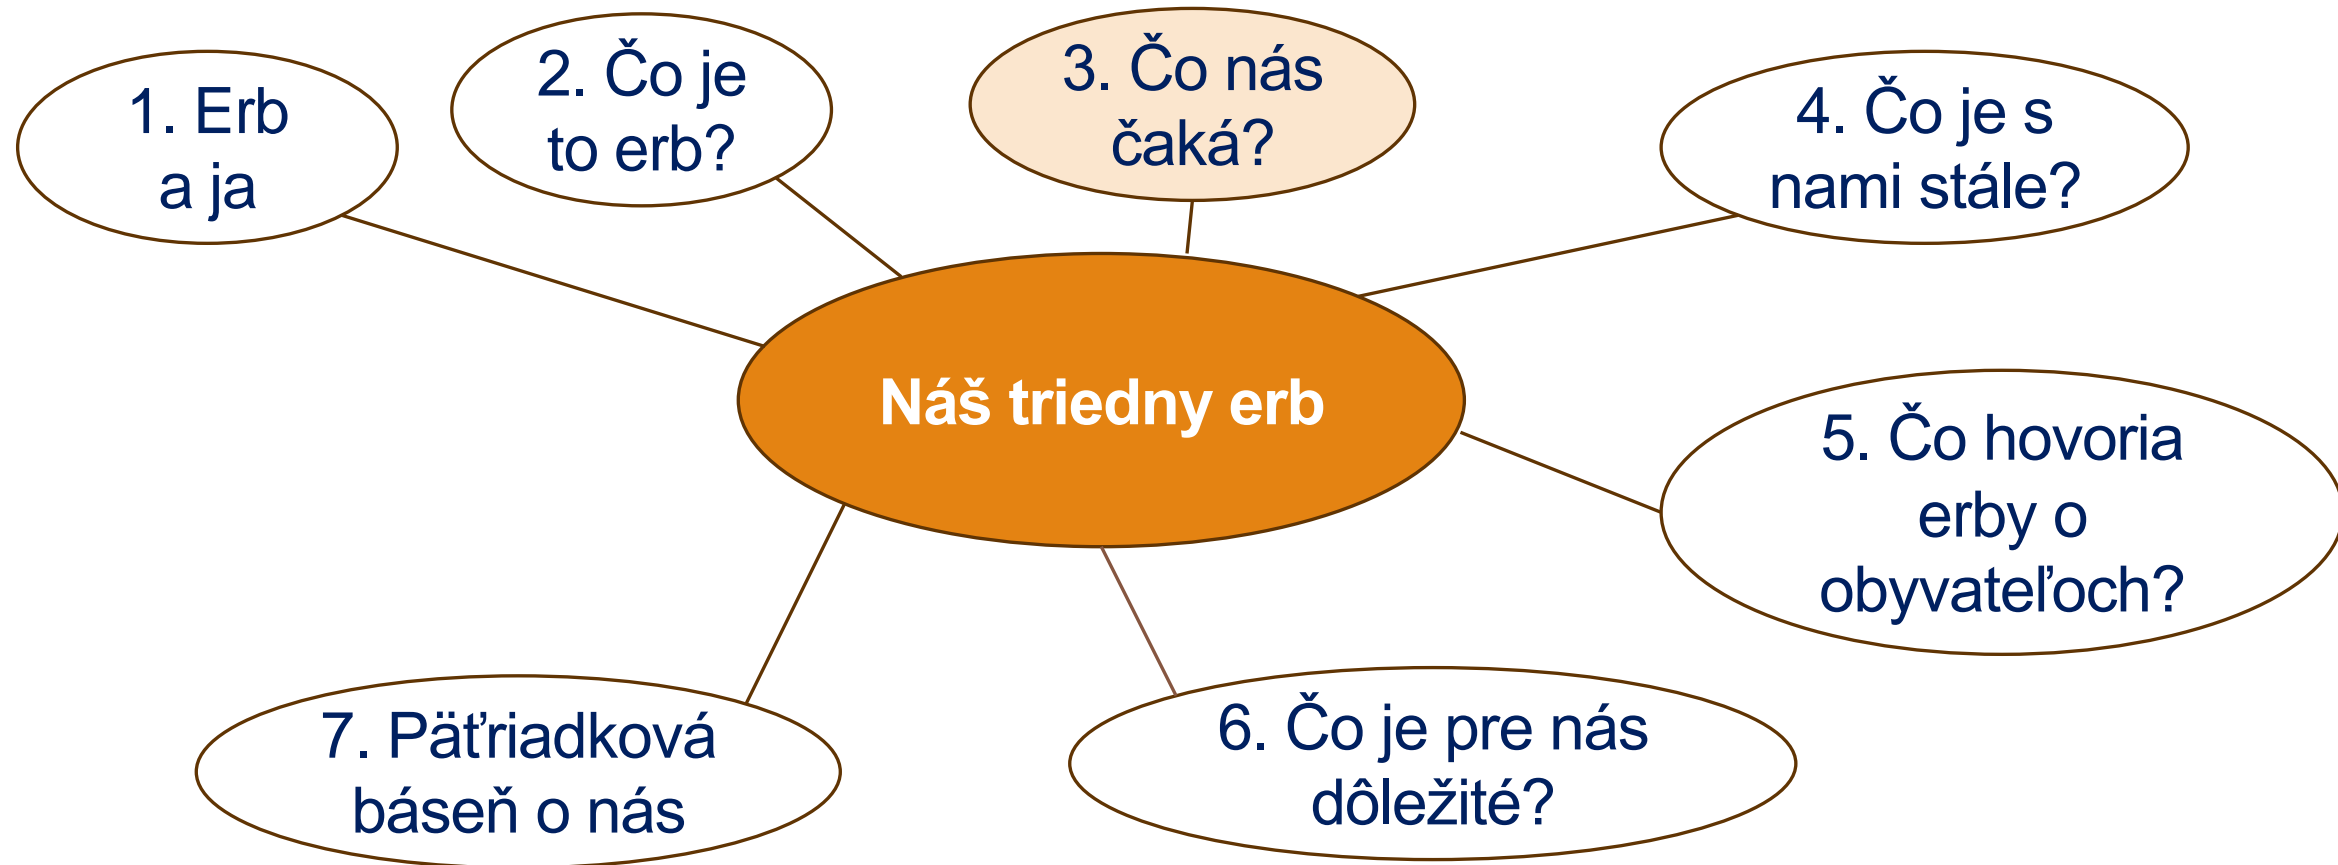 1. Erb
a ja
2. Čo je
to erb?
3. Čo nás
čaká?
4. Čo je s
nami stále?
Náš triedny erb
5. Čo hovoria
erby o
obyvateľoch?
6. Čo je pre nás
dôležité?
7. Päťriadková
báseň o nás